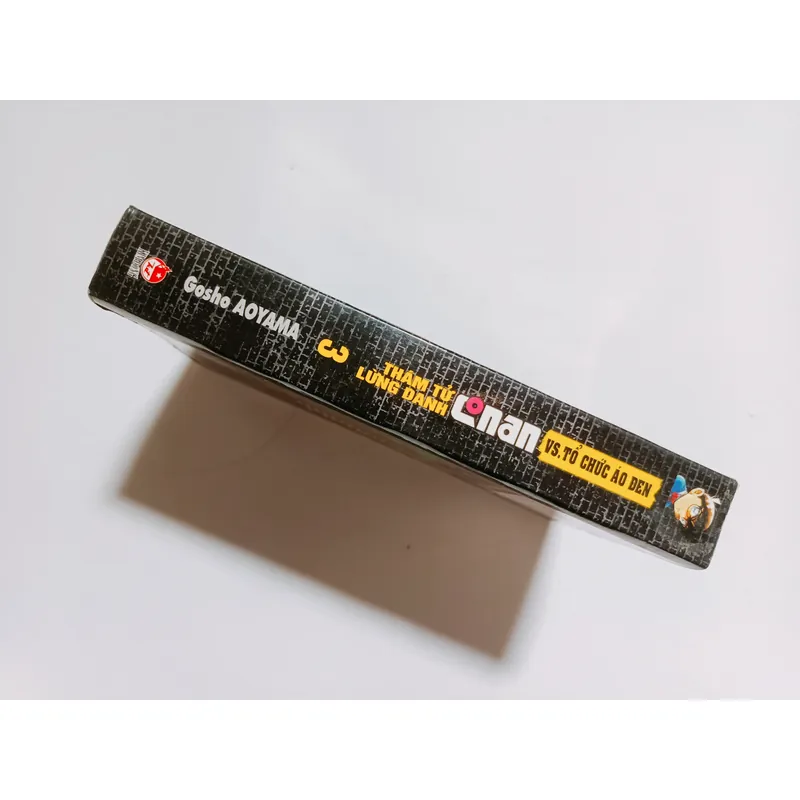 Gosho AOYAMA
3
THÁM TỬ
LỪNG DANH
Conan
VS. TỔ CHỨC ÁO ĐEN